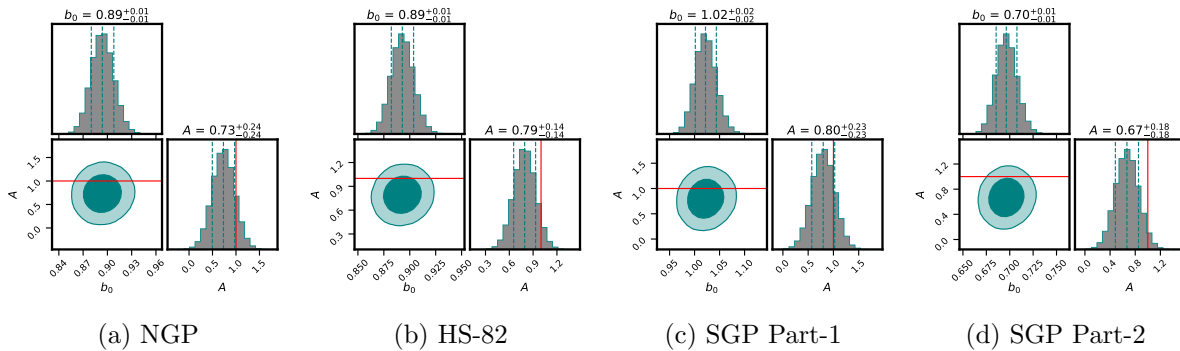 b₀ = 0.89+0.01−0.01
A = 0.73+0.24−0.24
A
1.5
1.0
0.5
0.0
0.84
0.87
0.90
0.93
0.96
b₀
0.0
0.5
1.0
1.5
A
(a) NGP
b₀ = 0.89+0.01−0.01
A = 0.79+0.14−0.14
A
1.2
0.9
0.6
0.3
0.850
0.875
0.900
0.925
0.950
b₀
0.3
0.6
0.9
1.2
A
(b) HS-82
b₀ = 1.02+0.02−0.02
A = 0.80+0.23−0.23
A
1.5
1.0
0.5
0.0
0.95
1.00
1.05
1.10
b₀
0.0
0.5
1.0
1.5
A
(c) SGP Part-1
b₀ = 0.70+0.01−0.01
A = 0.67+0.18−0.18
A
1.2
0.8
0.4
0.0
0.650
0.675
0.700
0.725
0.750
b₀
0.0
0.4
0.8
1.2
A
(d) SGP Part-2